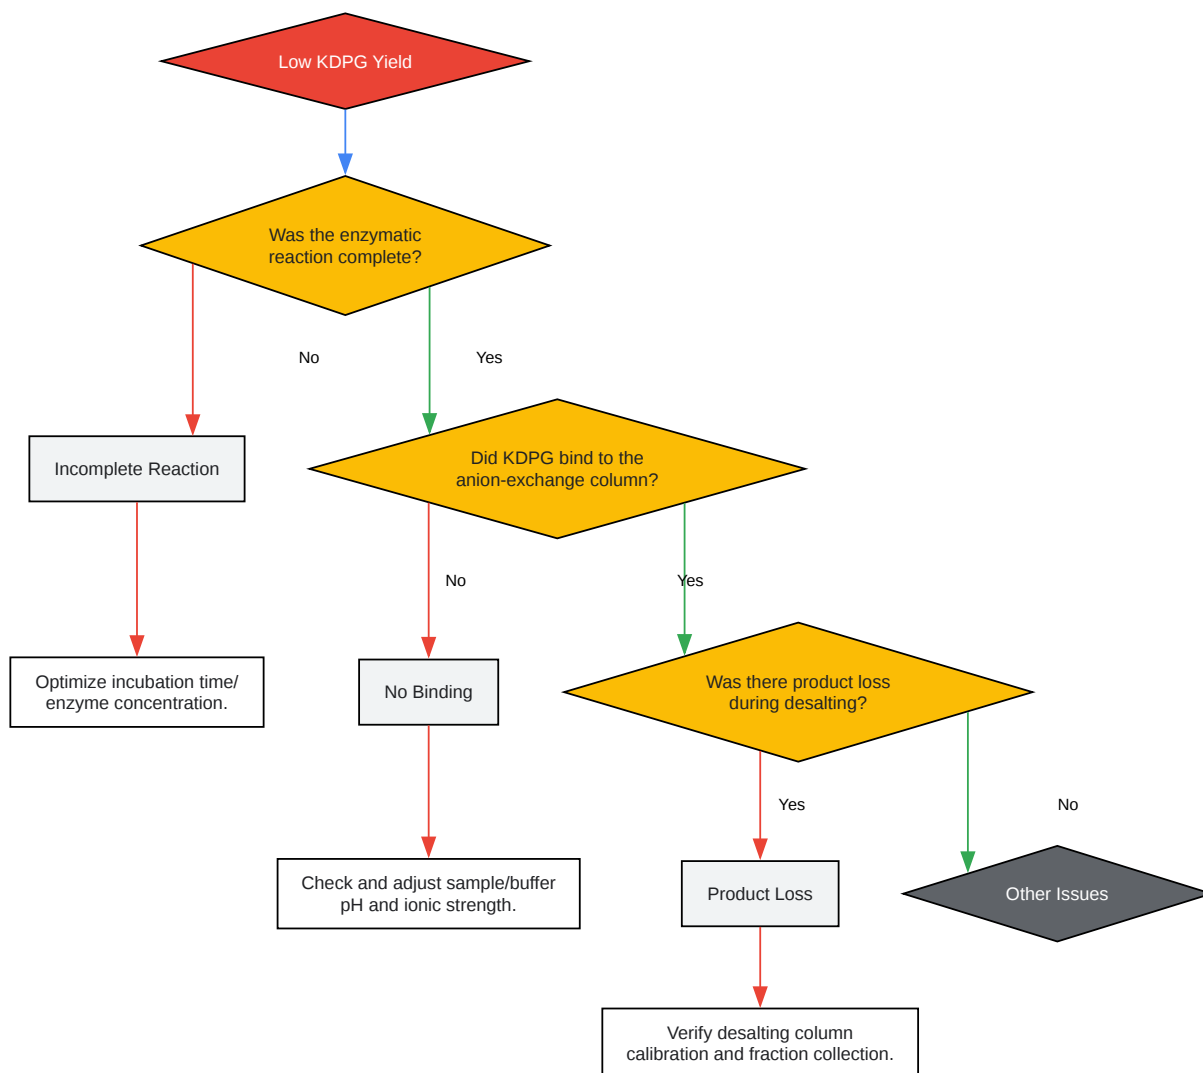 Low KDPG Yield
Was the enzymatic
reaction complete?
No
Yes
Did KDPG bind to the
anion-exchange column?
Incomplete Reaction
No
Yes
Optimize incubation time/
enzyme concentration.
No Binding
Was there product loss
during desalting?
Yes
No
Check and adjust sample/buffer
pH and ionic strength.
Product Loss
Other Issues
Verify desalting column
calibration and fraction collection.